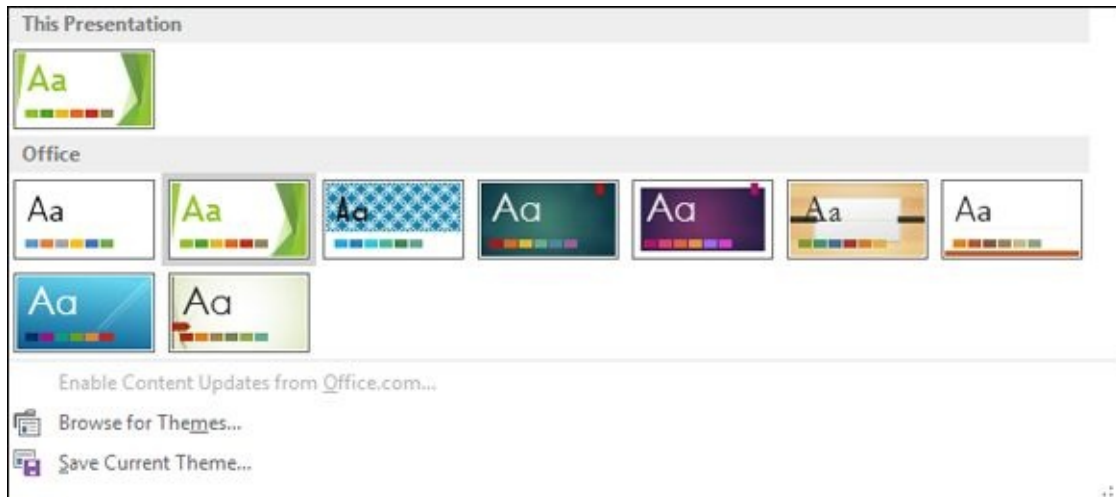 This Presentation
Aa
Office
Aa Aa Aa Aa Aa Aa Aa
Aa Aa
Enable Content Updates from Office.com...
Browse for Themes...
Save Current Theme...